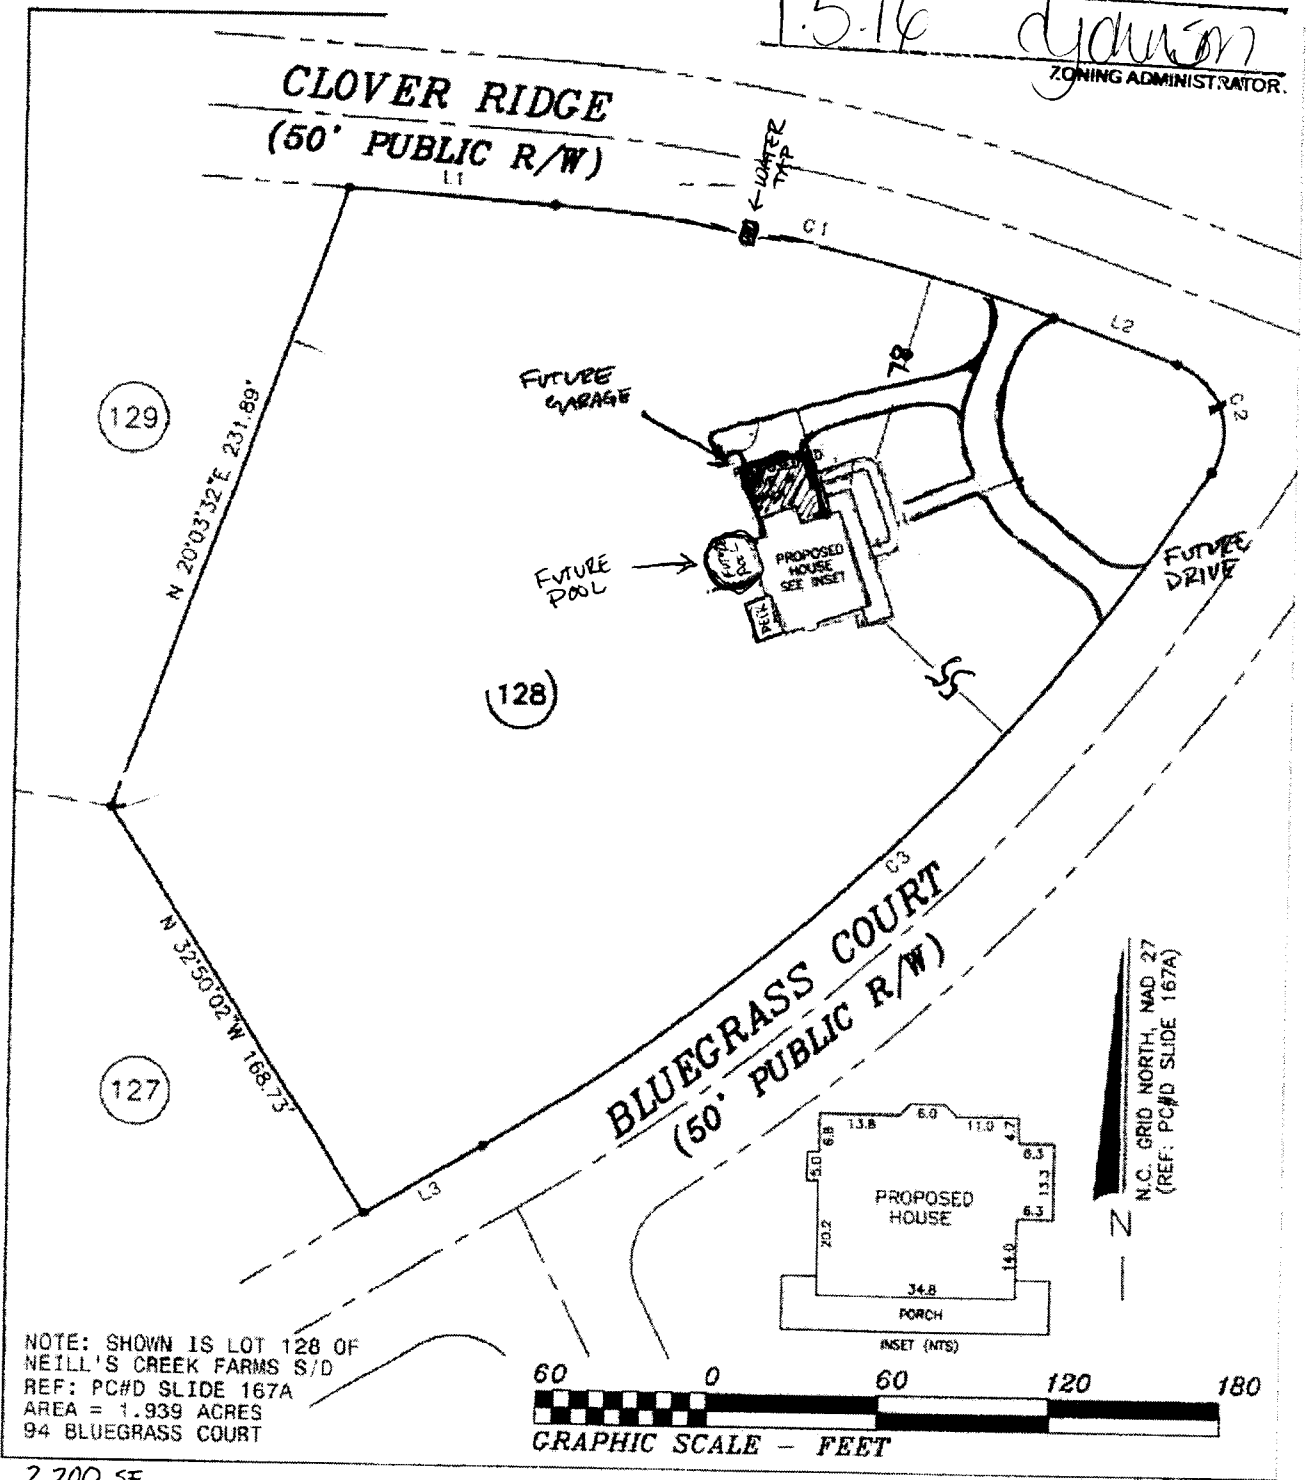 1.5.16
ZONING ADMINISTRATOR
CLOVER RIDGE
(50' PUBLIC R/W)
L1
← WATER
TAP
C1
L2
C2
78
FUTURE
GARAGE
129
N 20°03'32"E 231.89'
FUTURE
POOL
FUTURE
POOL
PROPOSED
HOUSE
SEE INSET
DECK
FUTURE
DRIVE
128
55
C3
BLUEGRASS COURT
(50' PUBLIC R/W)
N 32°50'02"W 168.73'
127
L3
N.C. GRID NORTH, NAD 27
(REF: PC#D SLIDE 167A)
N
13.8
6.0
11.0
4.7
6.8
5.0
6.3
13.3
6.3
20.2
14.0
34.8
PROPOSED
HOUSE
PORCH
INSET (NTS)
NOTE: SHOWN IS LOT 128 OF
NEILL'S CREEK FARMS S/D
REF: PC#D SLIDE 167A
AREA = 1.939 ACRES
94 BLUEGRASS COURT
60 0 60 120 180
GRAPHIC SCALE - FEET